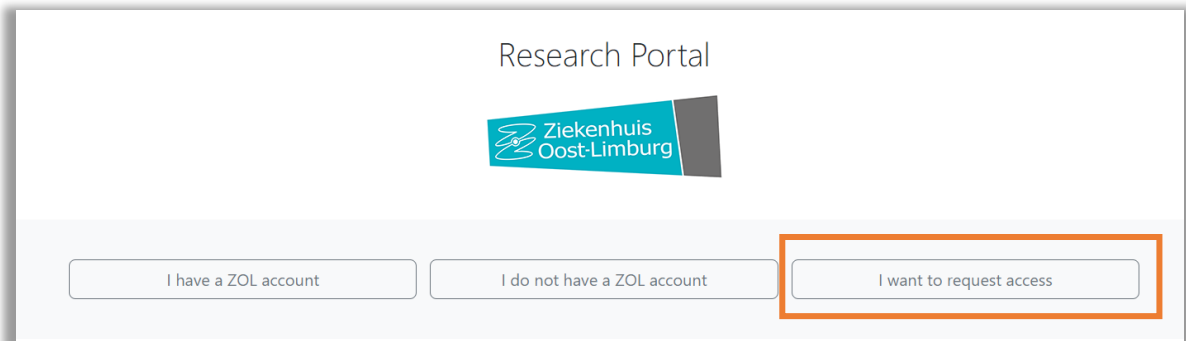 Research Portal
Ziekenhuis
Oost-Limburg
I have a ZOL account
I do not have a ZOL account
I want to request access